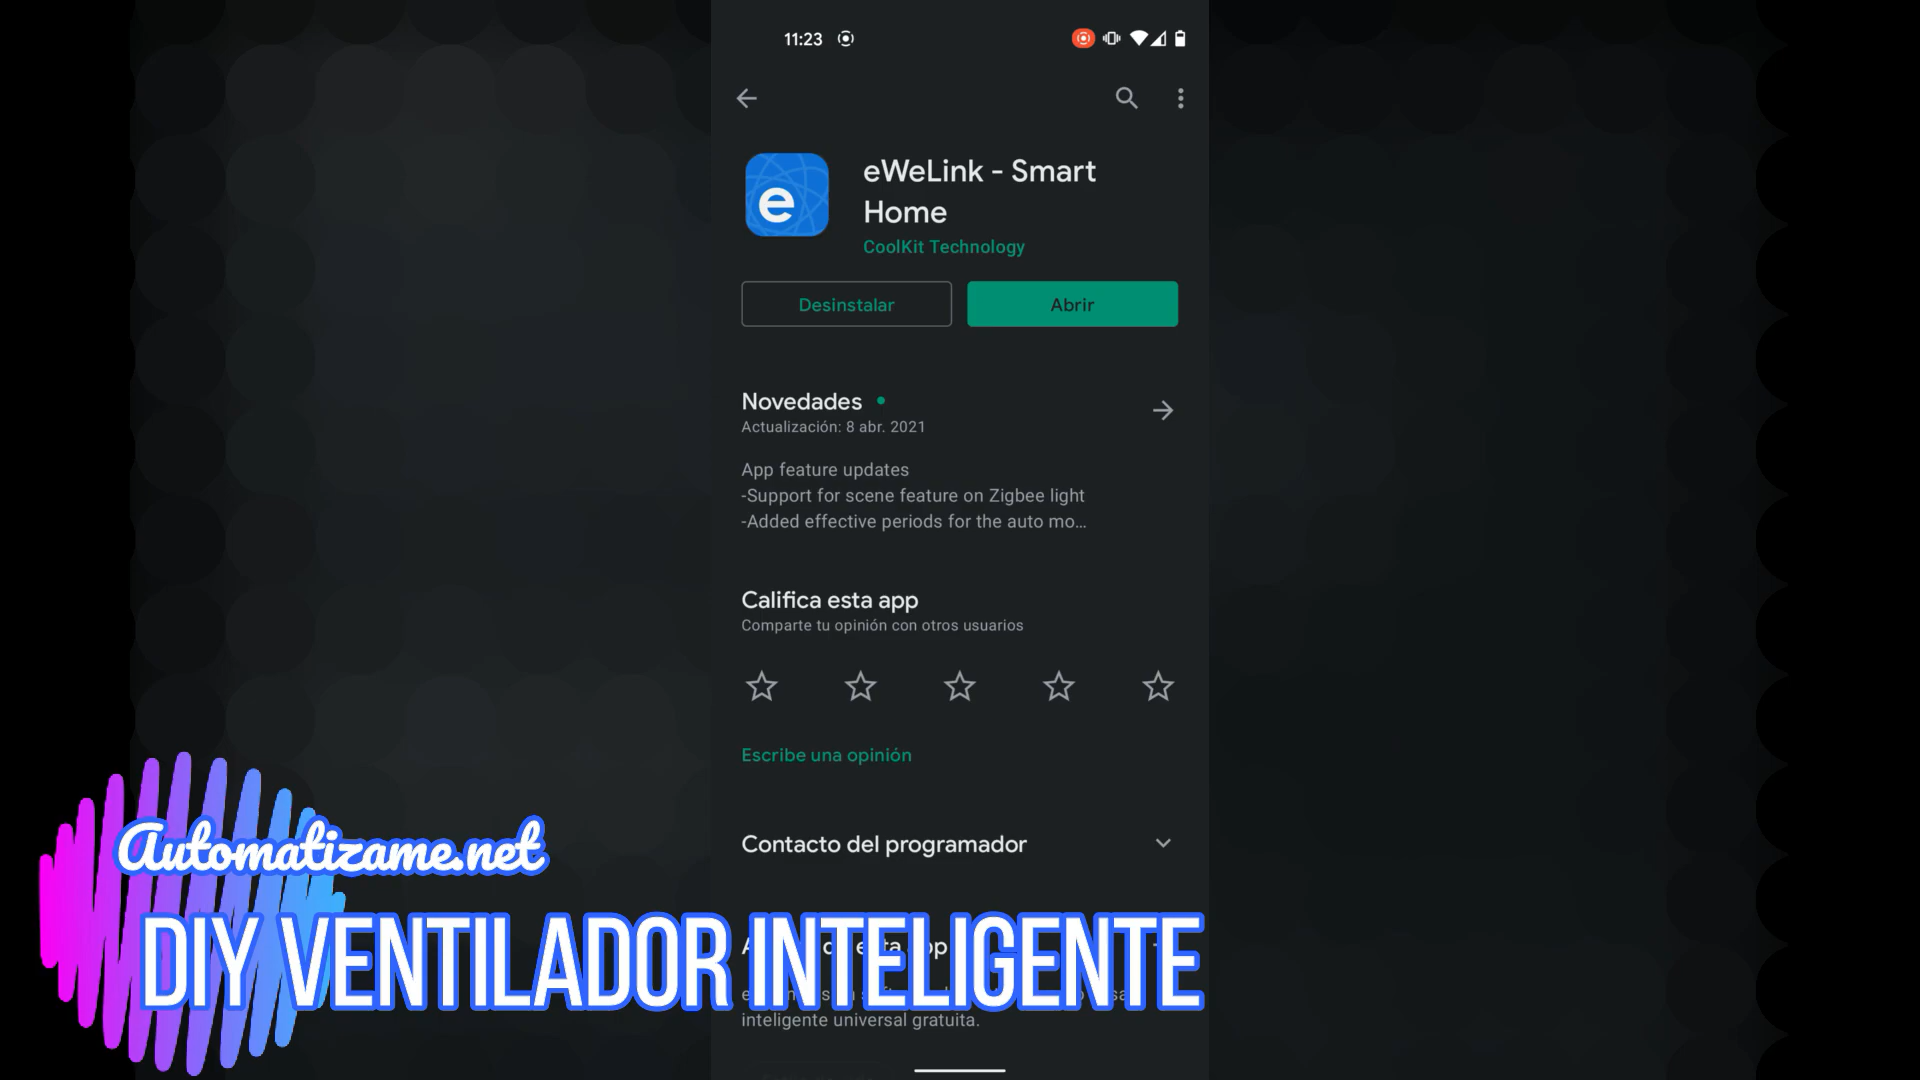 11:23
e
eWeLink - Smart
Home
CoolKit Technology
Desinstalar
Abrir
Novedades
Actualización: 8 abr. 2021
App feature updates
-Support for scene feature on Zigbee light
-Added effective periods for the auto mo...
Califica esta app
Comparte tu opinión con otros usuarios
Escribe una opinión
Contacto del programador
Automatizame.net
DIY VENTILADOR INTELIGENTE
inteligente universal gratuita.